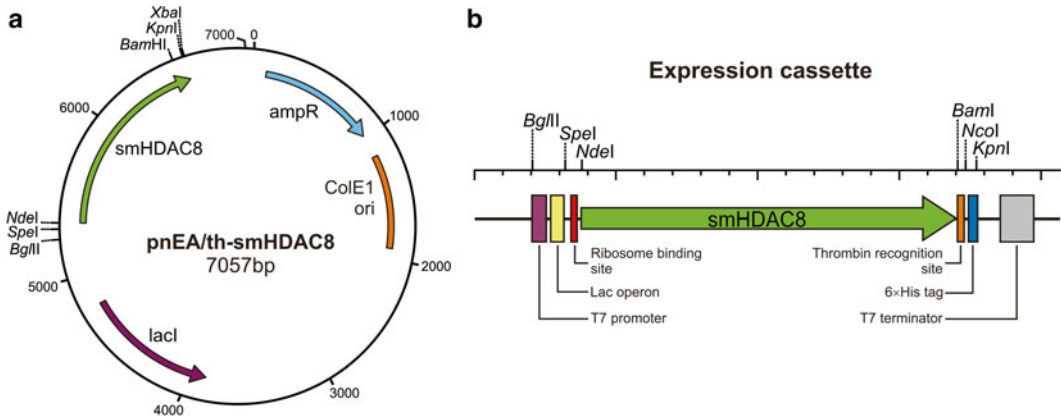 a
XbaI
KpnI
BamHI
7000
0
ampR
1000
6000
smHDAC8
ColE1
ori
NdeI
SpeI
BglII
pnEA/th-smHDAC8
7057bp
2000
5000
lacI
3000
4000
b
Expression cassette
BglII
SpeI
NdeI
BamI
NcoI
KpnI
smHDAC8
Ribosome binding
site
Thrombin recognition
site
Lac operon
6×His tag
T7 promoter
T7 terminator